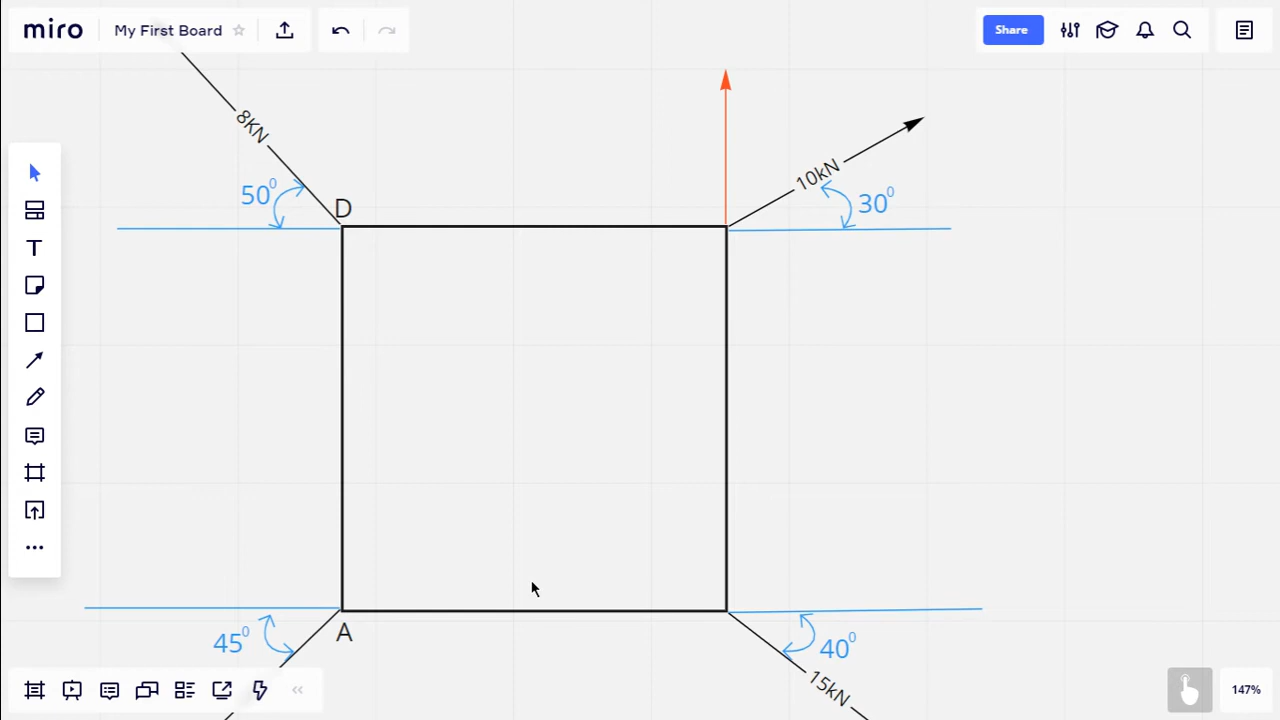 miro
My First Board
Share
8KN
10kN
50⁰
30⁰
D
T
A
45⁰
40⁰
15kN
147%